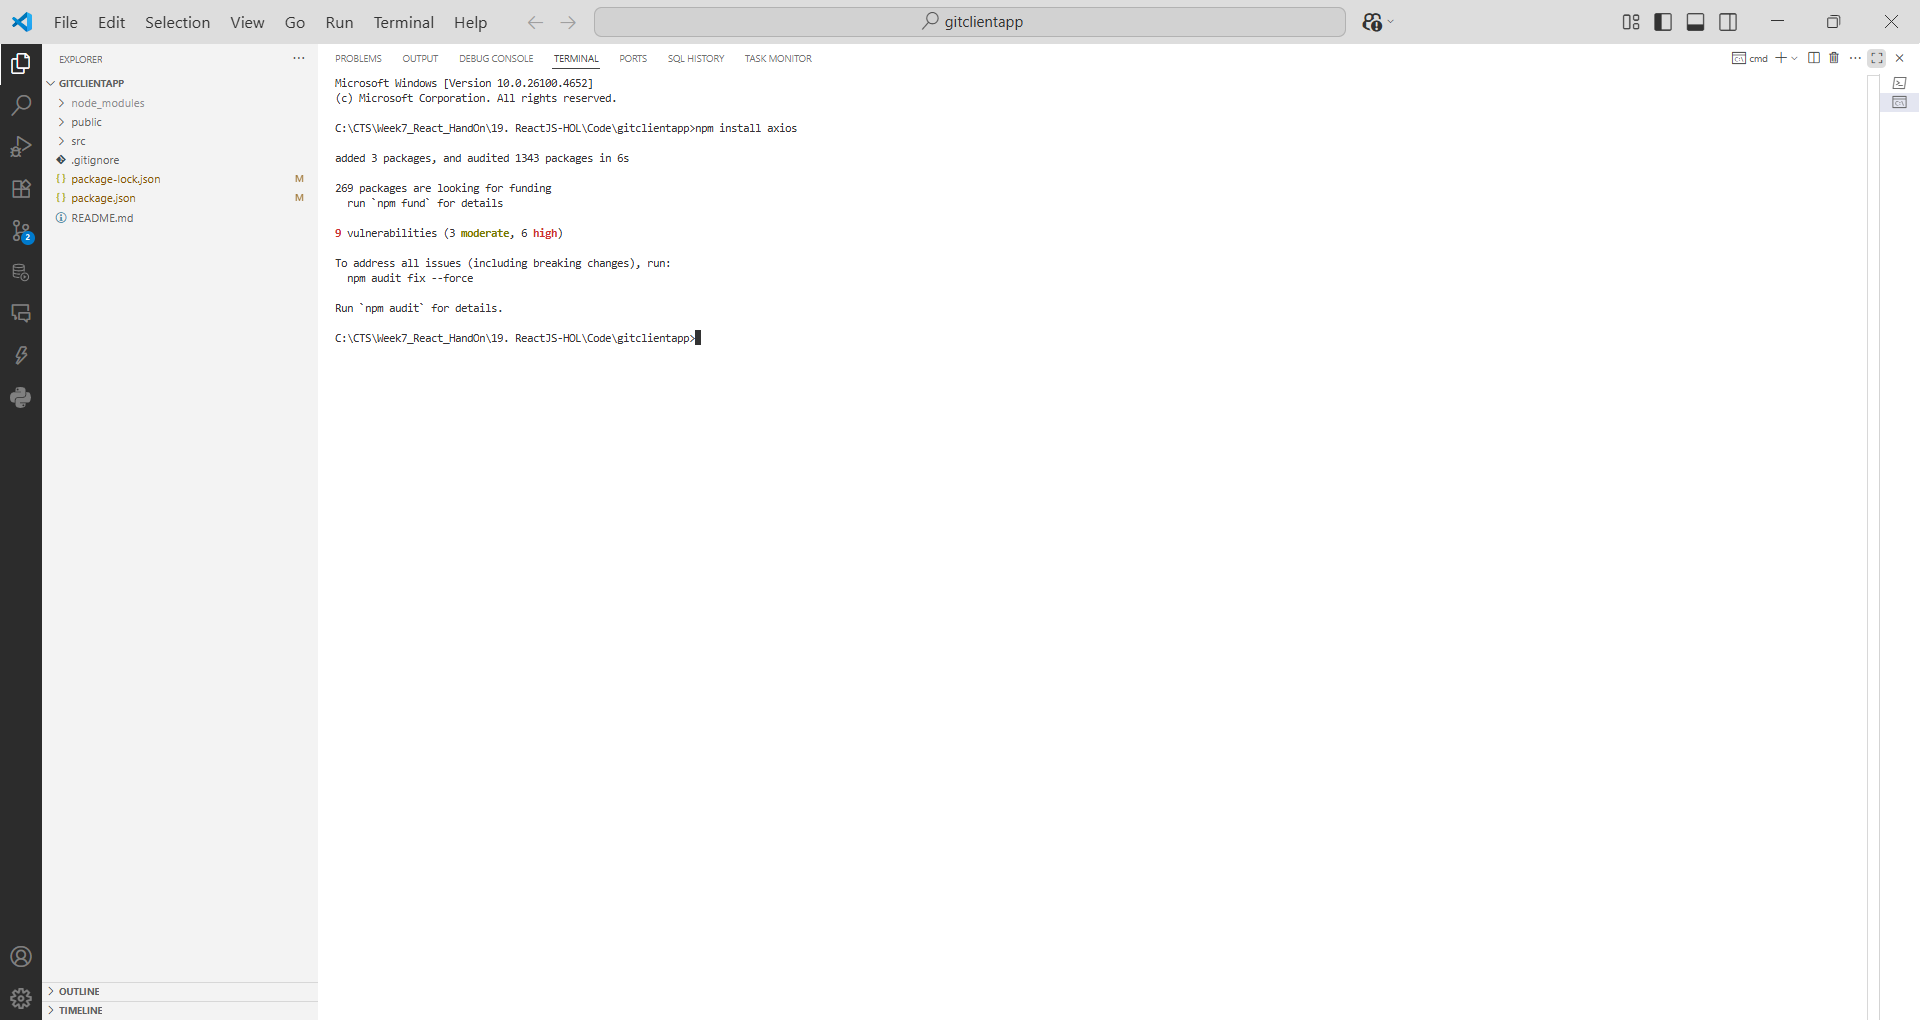 File Edit Selection View Go Run Terminal Help
gitclientapp
EXPLORER
GITCLIENTAPP
node_modules
public
src
.gitignore
package-lock.json M
package.json M
README.md
2
OUTLINE
TIMELINE
PROBLEMS OUTPUT DEBUG CONSOLE TERMINAL PORTS SQL HISTORY TASK MONITOR
cmd
Microsoft Windows [Version 10.0.26100.4652]
(c) Microsoft Corporation. All rights reserved.
C:\CTS\Week7_React_HandOn\19. ReactJS-HOL\Code\gitclientapp>npm install axios
added 3 packages, and audited 1343 packages in 6s
269 packages are looking for funding
run `npm fund` for details
9 vulnerabilities (3 moderate, 6 high)
To address all issues (including breaking changes), run:
npm audit fix --force
Run `npm audit` for details.
C:\CTS\Week7_React_HandOn\19. ReactJS-HOL\Code\gitclientapp>